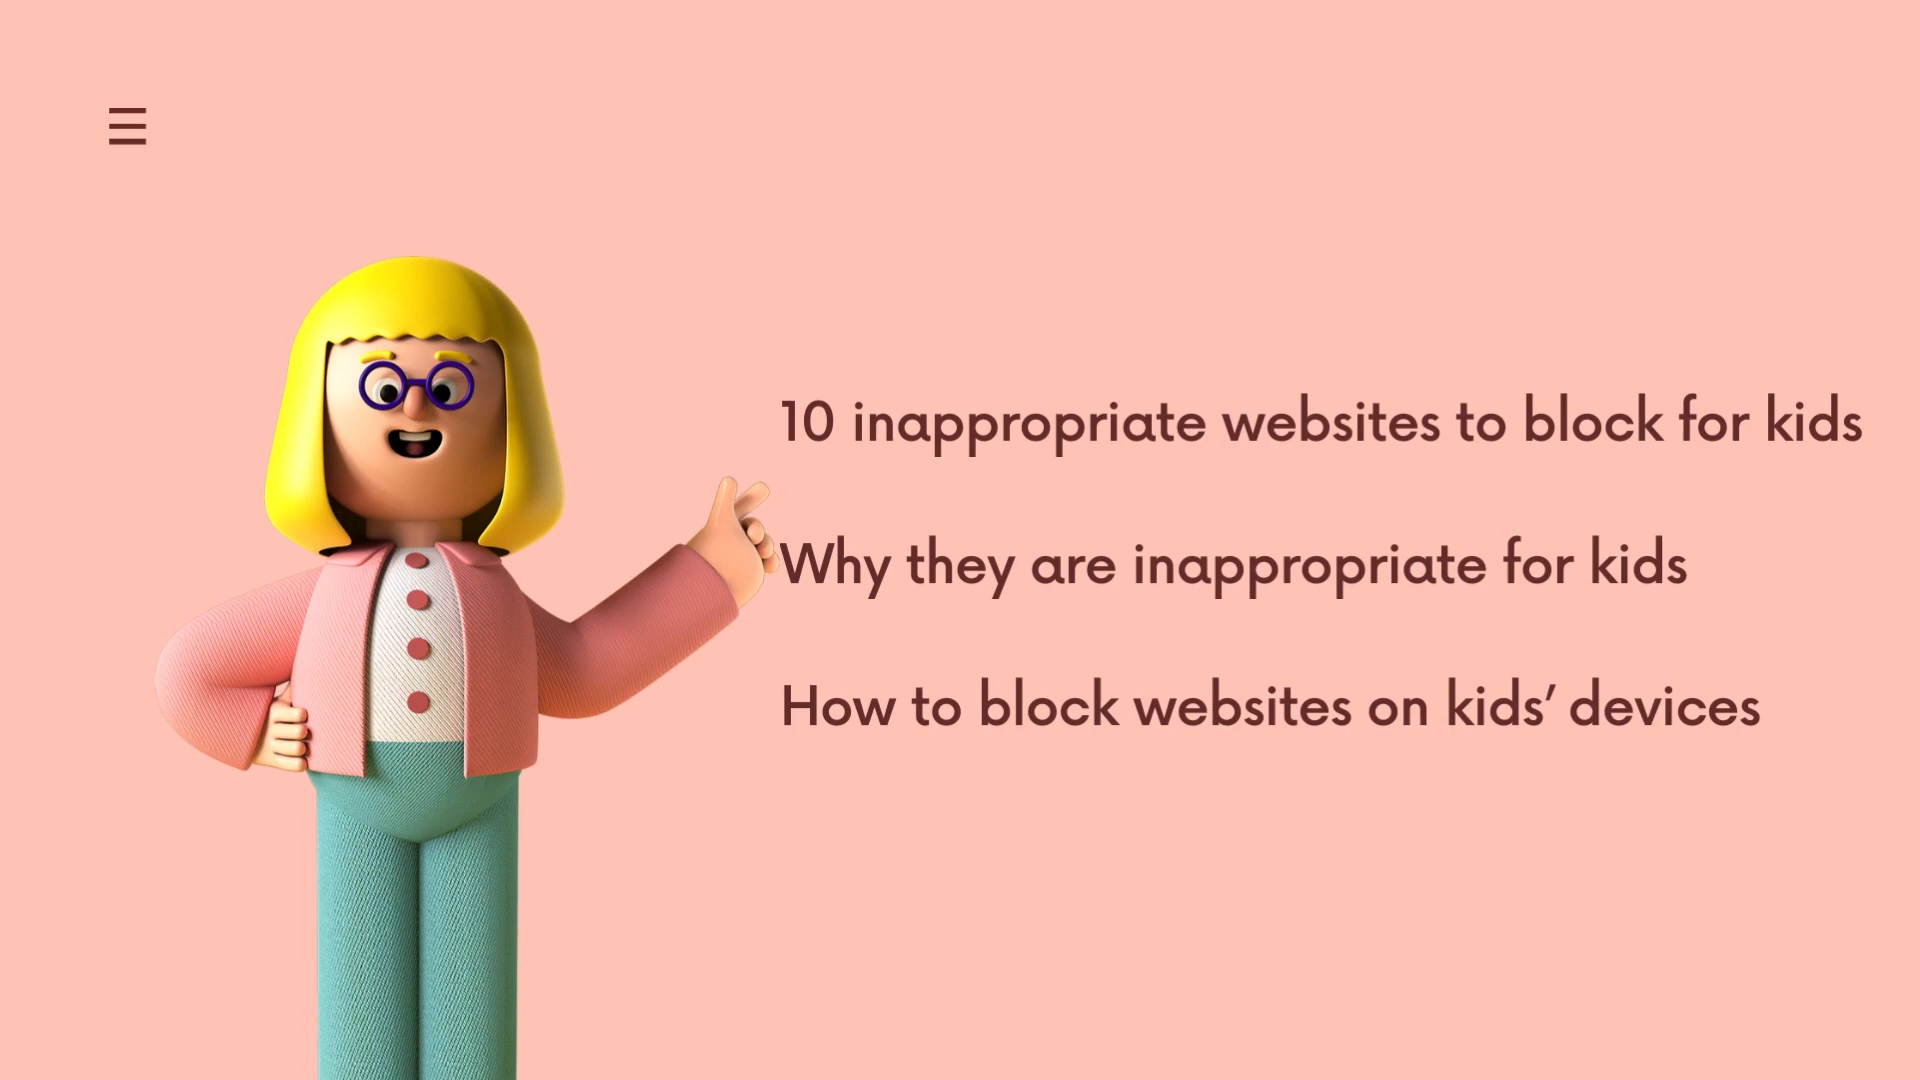 10 inappropriate websites to block for kids
Why they are inappropriate for kids
How to block websites on kids’ devices